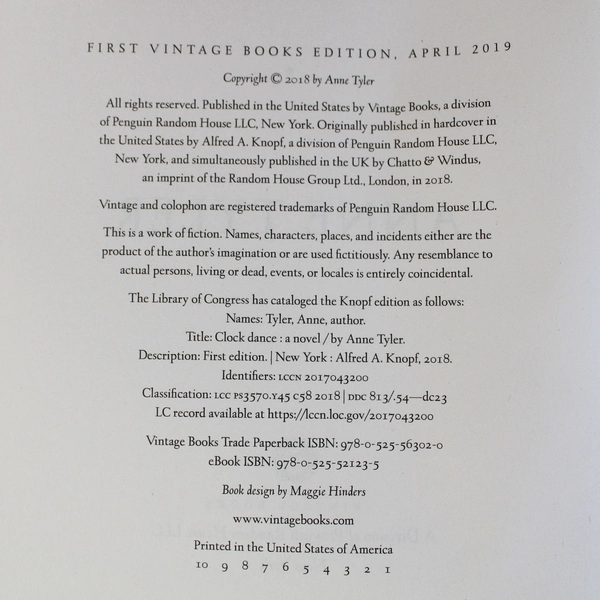 FIRST VINTAGE BOOKS EDITION, APRIL 2019
Copyright © 2018 by Anne Tyler
All rights reserved. Published in the United States by Vintage Books, a division
of Penguin Random House LLC, New York. Originally published in hardcover in
the United States by Alfred A. Knopf, a division of Penguin Random House LLC,
New York, and simultaneously published in the UK by Chatto & Windus,
an imprint of the Random House Group Ltd., London, in 2018.
Vintage and colophon are registered trademarks of Penguin Random House LLC.
This is a work of fiction. Names, characters, places, and incidents either are the
product of the author's imagination or are used fictitiously. Any resemblance to
actual persons, living or dead, events, or locales is entirely coincidental.
The Library of Congress has cataloged the Knopf edition as follows:
Names: Tyler, Anne, author.
Title: Clock dance : a novel / by Anne Tyler.
Description: First edition. | New York : Alfred A. Knopf, 2018.
Identifiers: LCCN 2017043200
Classification: LCC PS3570.Y45 C58 2018 | DDC 813/.54—dc23
LC record available at https://lccn.loc.gov/2017043200
Vintage Books Trade Paperback ISBN: 978-0-525-56302-0
eBook ISBN: 978-0-525-52123-5
Book design by Maggie Hinders
www.vintagebooks.com
Printed in the United States of America
10 9 8 7 6 5 4 3 2 1